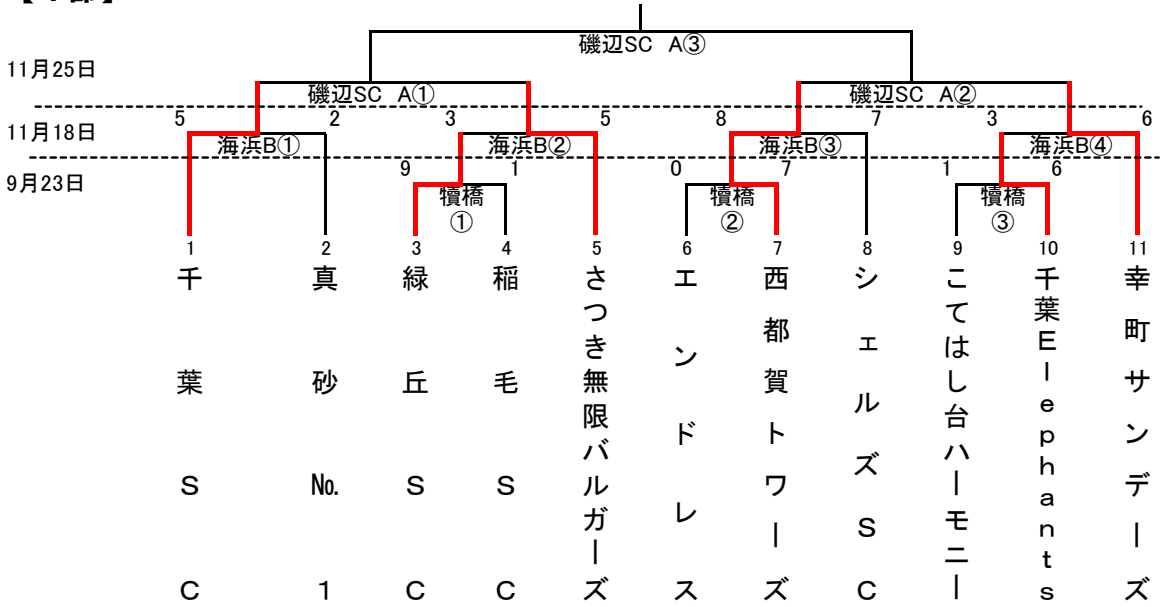 磯辺SC A③
11月25日
磯辺SC A① 磯辺SC A②
5 2 3 5 8 7 3 6
11月18日 海浜B① 海浜B② 海浜B③ 海浜B④
9 1 0 7 1 6
9月23日 犢橋① 犢橋② 犢橋③
1 2 3 4 5 6 7 8 9 10 11
千葉SC
真砂№1
緑丘SC
稲毛SC
さつき無限バルガーズ
エンドレス
西都賀トワーズ
シェルズSC
こてはし台ハーモニー
千葉Elephants
幸町サンデーズ